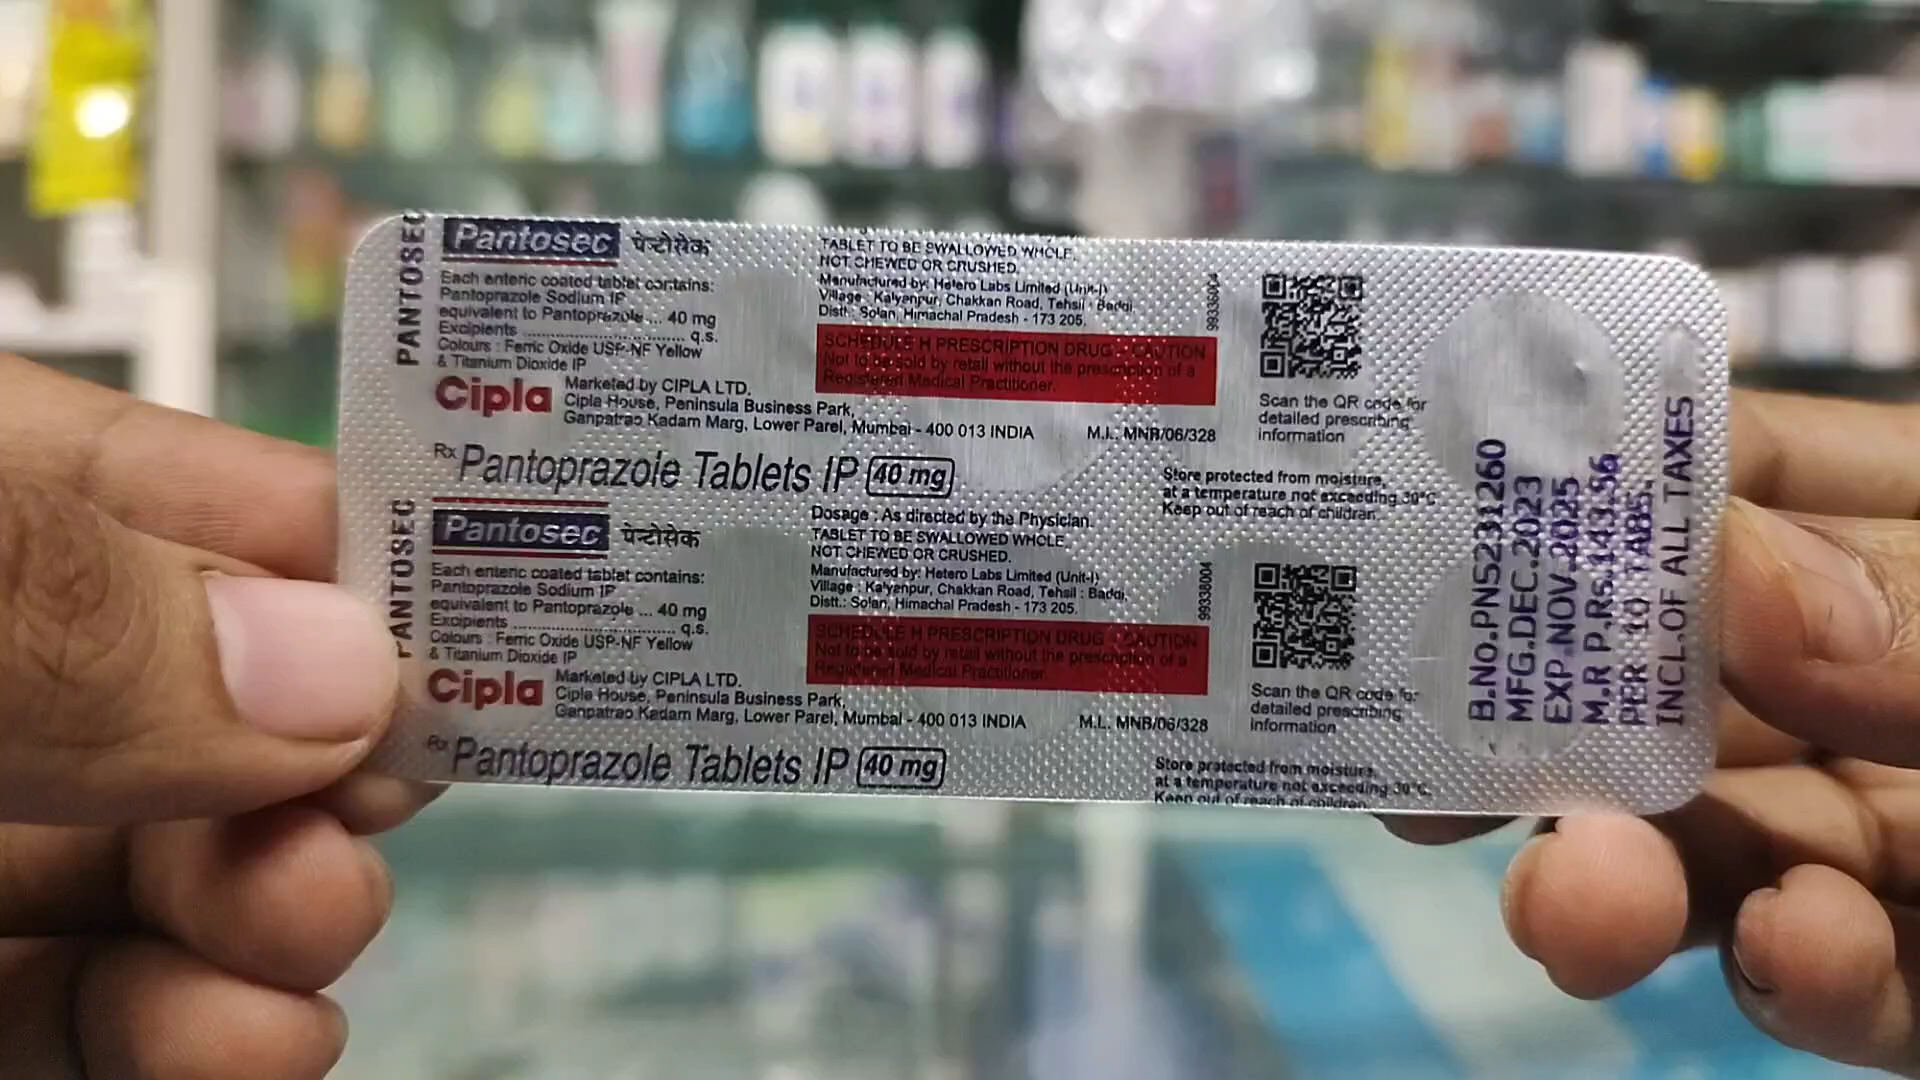 PANTOSEC
Pantosec पेन्टोसेक
Each enteric coated tablet contains:
Pantoprazole Sodium IP
equivalent to Pantoprazole ... 40 mg
Excipients .............................. q.s.
Colours : Ferric Oxide USP-NF Yellow
& Titanium Dioxide IP
Cipla
Marketed by CIPLA LTD.
Cipla House, Peninsula Business Park,
Ganpatrao Kadam Marg, Lower Parel, Mumbai - 400 013 INDIA
TABLET TO BE SWALLOWED WHOLE,
NOT CHEWED OR CRUSHED.
Manufactured by: Hetero Labs Limited (Unit-I)
Village : Kalyanpur, Chakkan Road, Tehsil : Baddi,
Distt.: Solan, Himachal Pradesh - 173 205.
SCHEDULE H PRESCRIPTION DRUG - CAUTION
Not to be sold by retail without the prescription of a
Registered Medical Practitioner.
M.L. MNB/06/328
Scan the QR code for
detailed prescribing
information
Rx Pantoprazole Tablets IP 40 mg
Store protected from moisture,
at a temperature not exceeding 30°C.
Keep out of reach of children.
PANTOSEC
Pantosec पेन्टोसेक
Each enteric coated tablet contains:
Pantoprazole Sodium IP
equivalent to Pantoprazole ... 40 mg
Excipients .............................. q.s.
Colours : Ferric Oxide USP-NF Yellow
& Titanium Dioxide IP
Cipla
Marketed by CIPLA LTD.
Cipla House, Peninsula Business Park,
Ganpatrao Kadam Marg, Lower Parel, Mumbai - 400 013 INDIA
Dosage : As directed by the Physician.
TABLET TO BE SWALLOWED WHOLE,
NOT CHEWED OR CRUSHED.
Manufactured by: Hetero Labs Limited (Unit-I)
Village : Kalyanpur, Chakkan Road, Tehsil : Baddi,
Distt.: Solan, Himachal Pradesh - 173 205.
SCHEDULE H PRESCRIPTION DRUG - CAUTION
Not to be sold by retail without the prescription of a
Registered Medical Practitioner.
M.L. MNB/06/328
Scan the QR code for
detailed prescribing
information
Rx Pantoprazole Tablets IP 40 mg
Store protected from moisture,
at a temperature not exceeding 30°C.
Keep out of reach of children.
B.No.PN5231260
MFG.DEC.2023
EXP.NOV.2025
M.R P.Rs.143.56
PER 10 TABS.
INCL.OF ALL TAXES